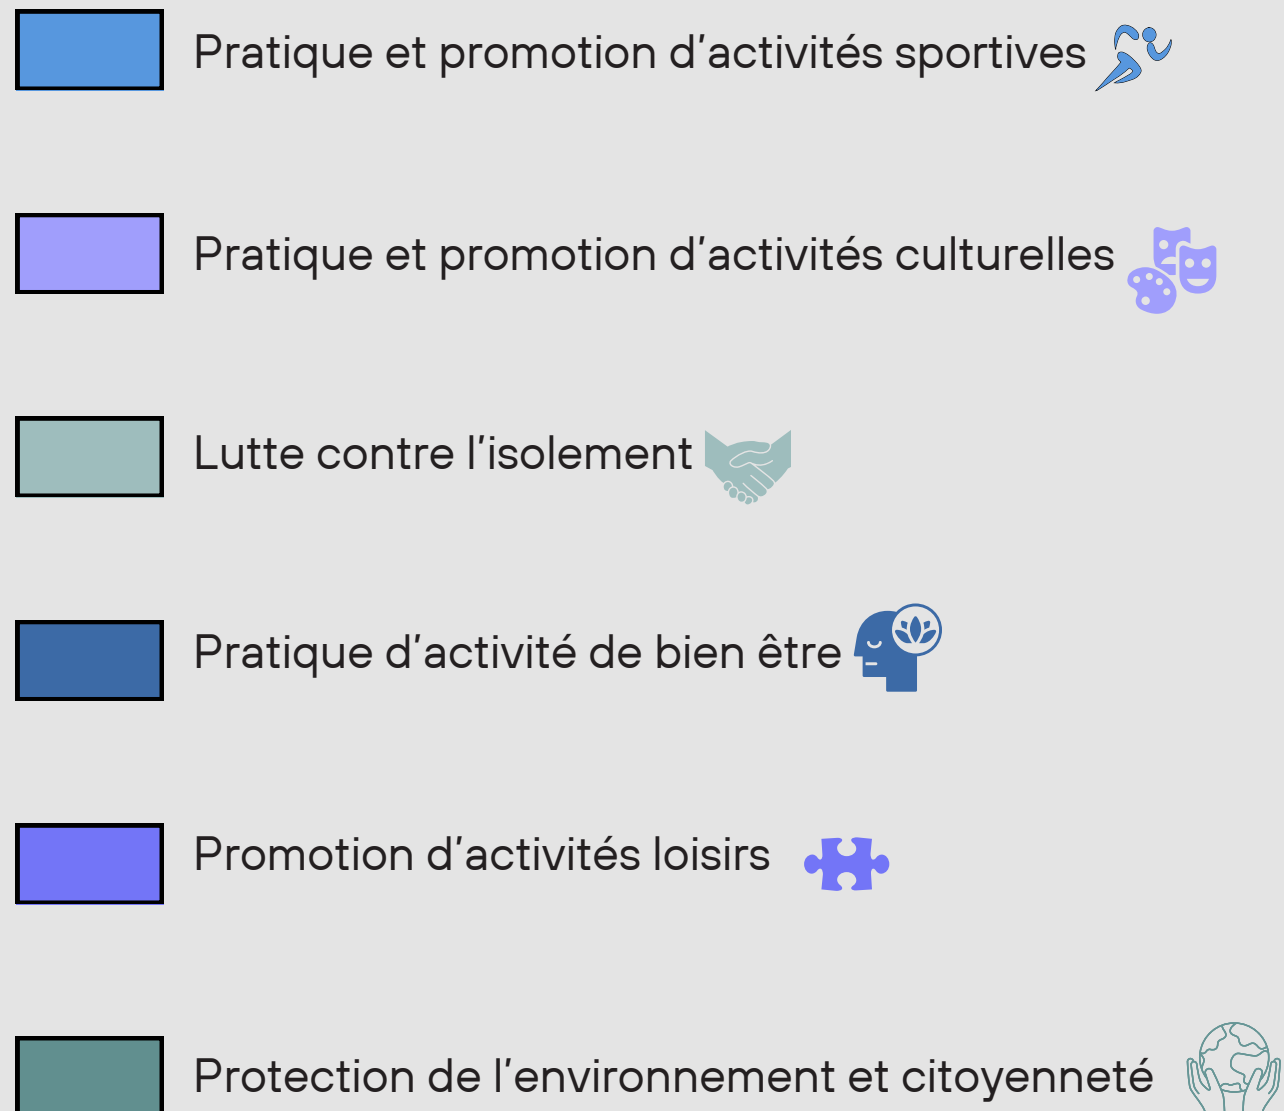 Pratique et promotion d’activités sportives
Pratique et promotion d’activités culturelles
Lutte contre l’isolement
Pratique d’activité de bien être
Promotion d’activités loisirs
Protection de l’environnement et citoyenneté